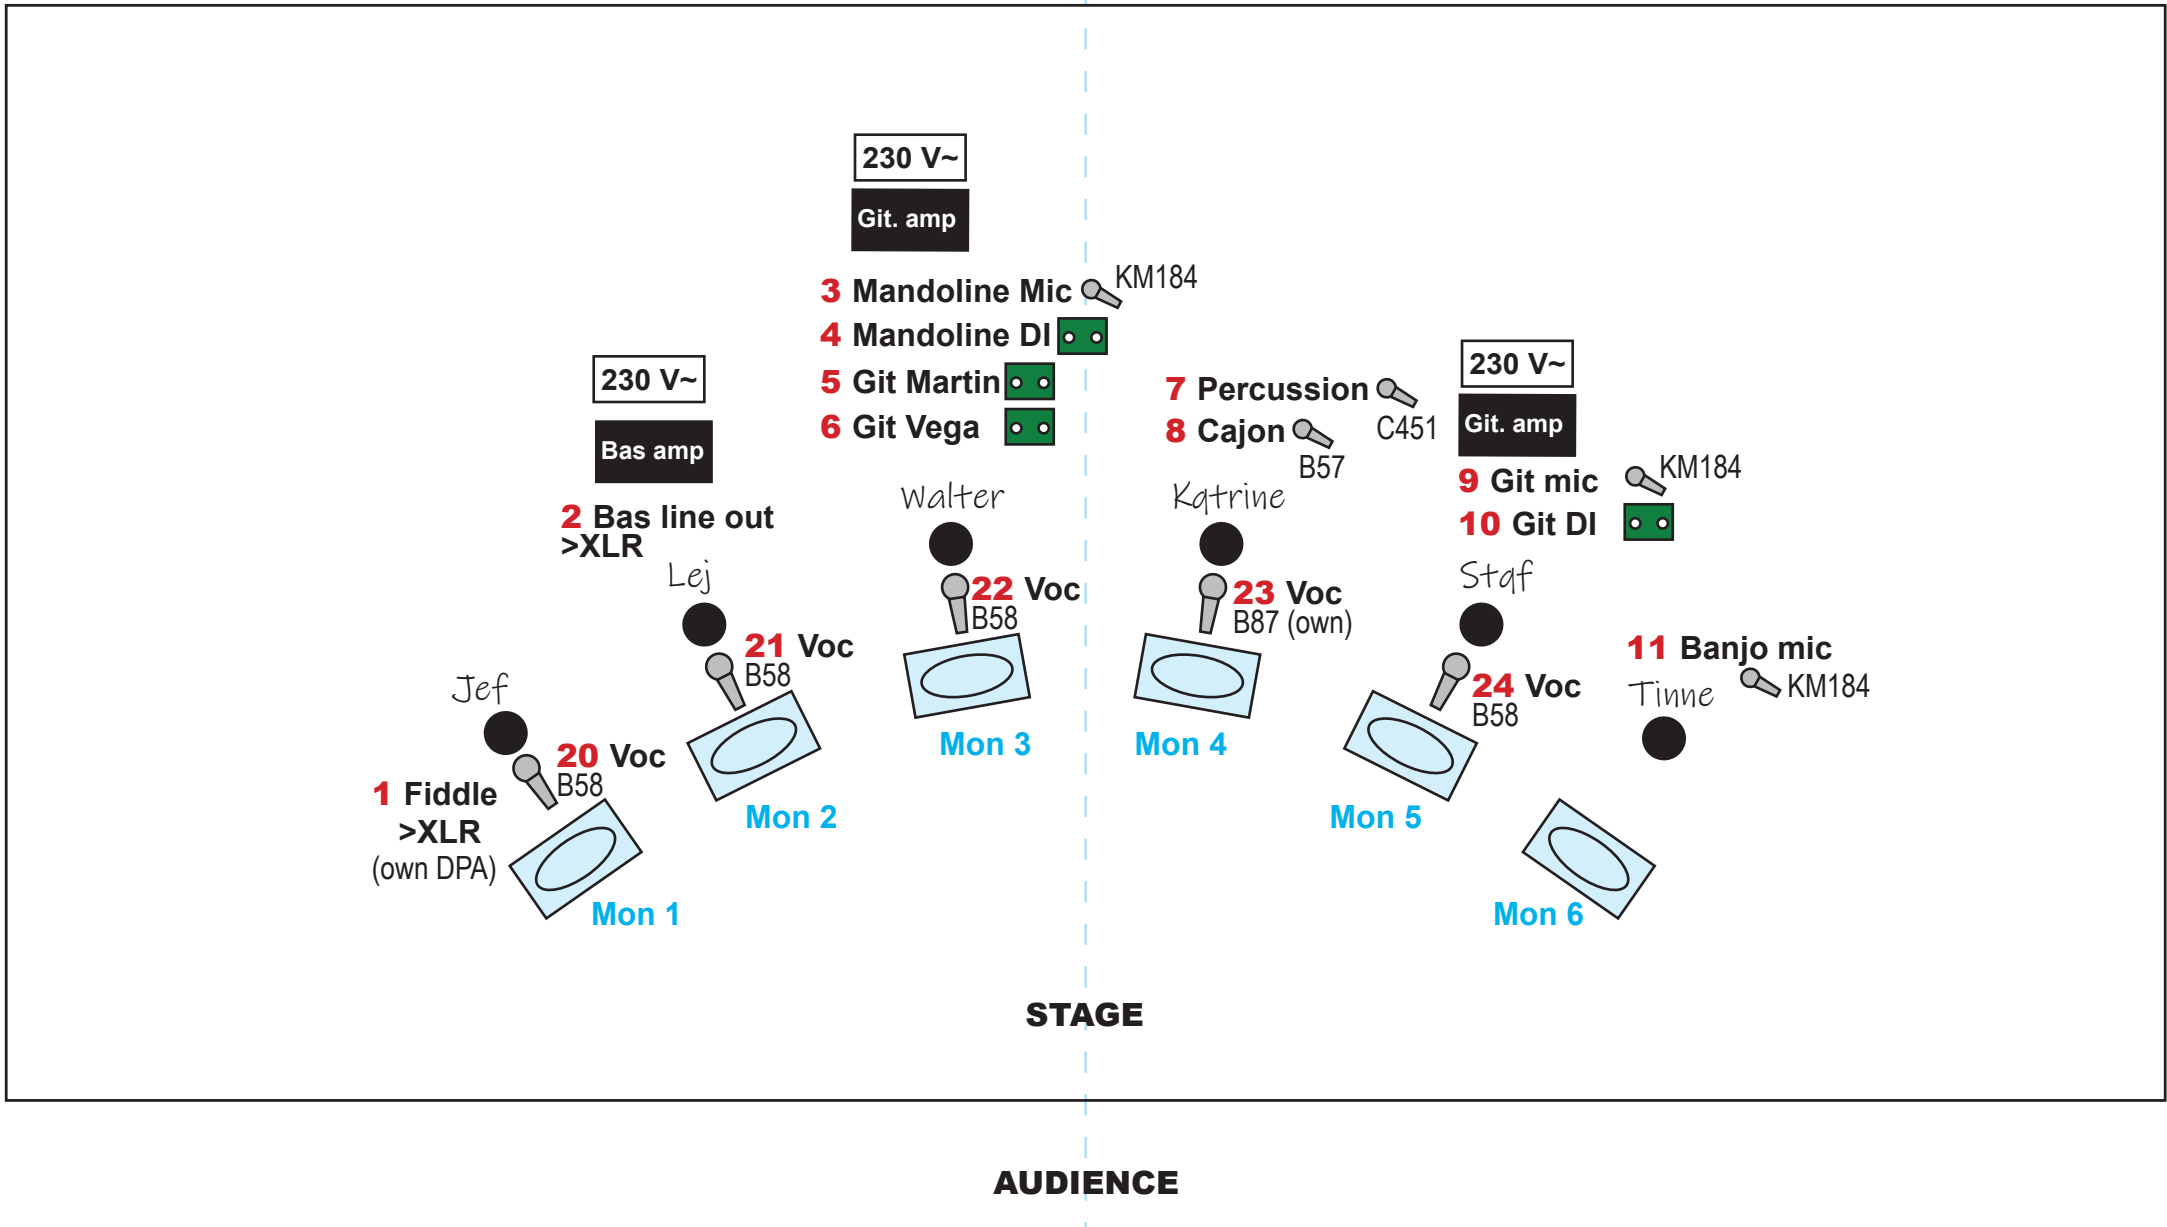 230 V~
Git. amp
3 Mandoline Mic
KM184
4 Mandoline DI
5 Git Martin
6 Git Vega
230 V~
Bas amp
2 Bas line out
>XLR
7 Percussion
C451
8 Cajon
B57
230 V~
Git. amp
9 Git mic
KM184
10 Git DI
Walter
22 Voc
B58
Katrine
23 Voc
B87 (own)
Lej
21 Voc
B58
Staf
24 Voc
B58
11 Banjo mic
KM184
Tinne
Jef
20 Voc
B58
1 Fiddle
>XLR
(own DPA)
Mon 1
Mon 2
Mon 3
Mon 4
Mon 5
Mon 6
STAGE
AUDIENCE